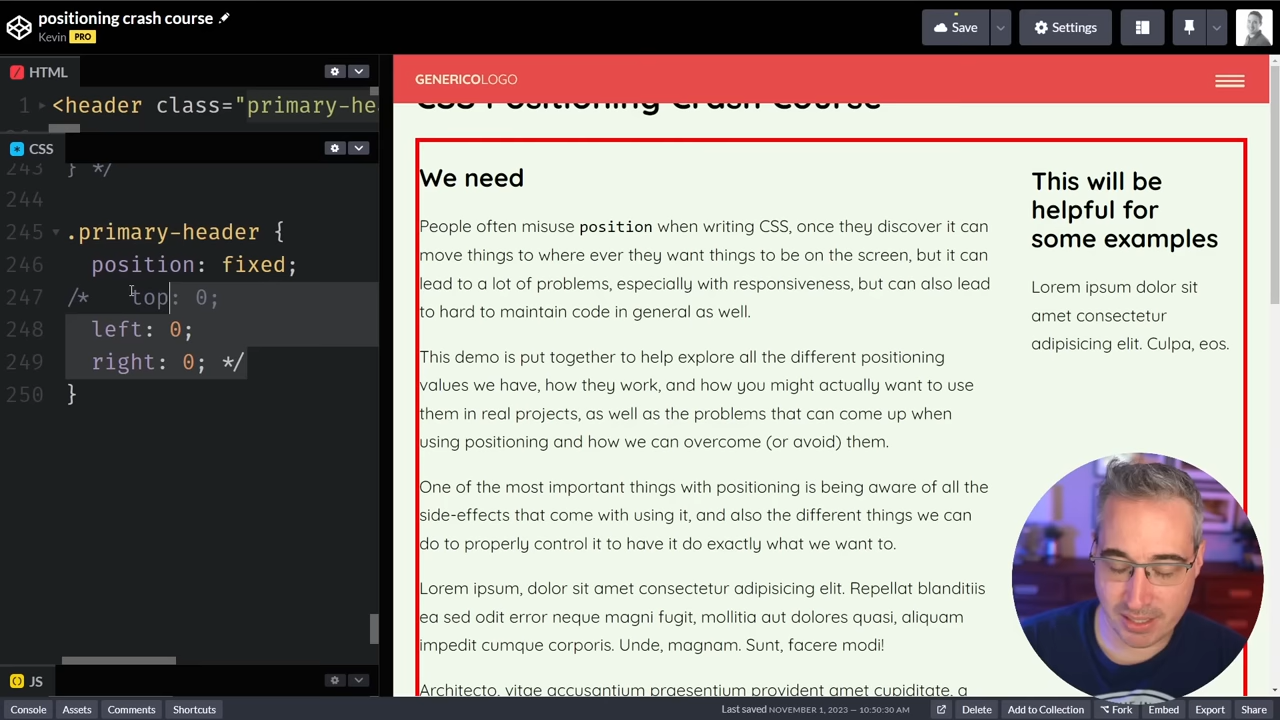 positioning crash course
Kevin PRO
Save
Settings
HTML
1 <header class="primary-he
CSS
243 } */
244
245 .primary-header {
246 position: fixed;
247 /* top: 0;
248 left: 0;
249 right: 0; */
250 }
JS
GENERICOLOGO
CSS Positioning Crash Course
We need
People often misuse position when writing CSS, once they discover it can
move things to where ever they want things to be on the screen, but it can
lead to a lot of problems, especially with responsiveness, but can also lead
to hard to maintain code in general as well.
This demo is put together to help explore all the different positioning
values we have, how they work, and how you might actually want to use
them in real projects, as well as the problems that can come up when
using positioning and how we can overcome (or avoid) them.
One of the most important things with positioning is being aware of all the
side-effects that come with using it, and also the different things we can
do to properly control it to have it do exactly what we want to.
Lorem ipsum, dolor sit amet consectetur adipisicing elit. Repellat blanditiis
ea sed odit error neque magni fugit, mollitia aut dolores quasi, aliquam
impedit cumque corporis. Unde, magnam. Sunt, facere modi!
Architecto, vitae accusantium praesentium provident amet cupiditate, a
This will be
helpful for
some examples
Lorem ipsum dolor sit
amet consectetur
adipisicing elit. Culpa, eos.
Console
Assets
Comments
Shortcuts
Last saved NOVEMBER 1, 2023 — 10:50:30 AM
Delete
Add to Collection
Fork
Embed
Export
Share